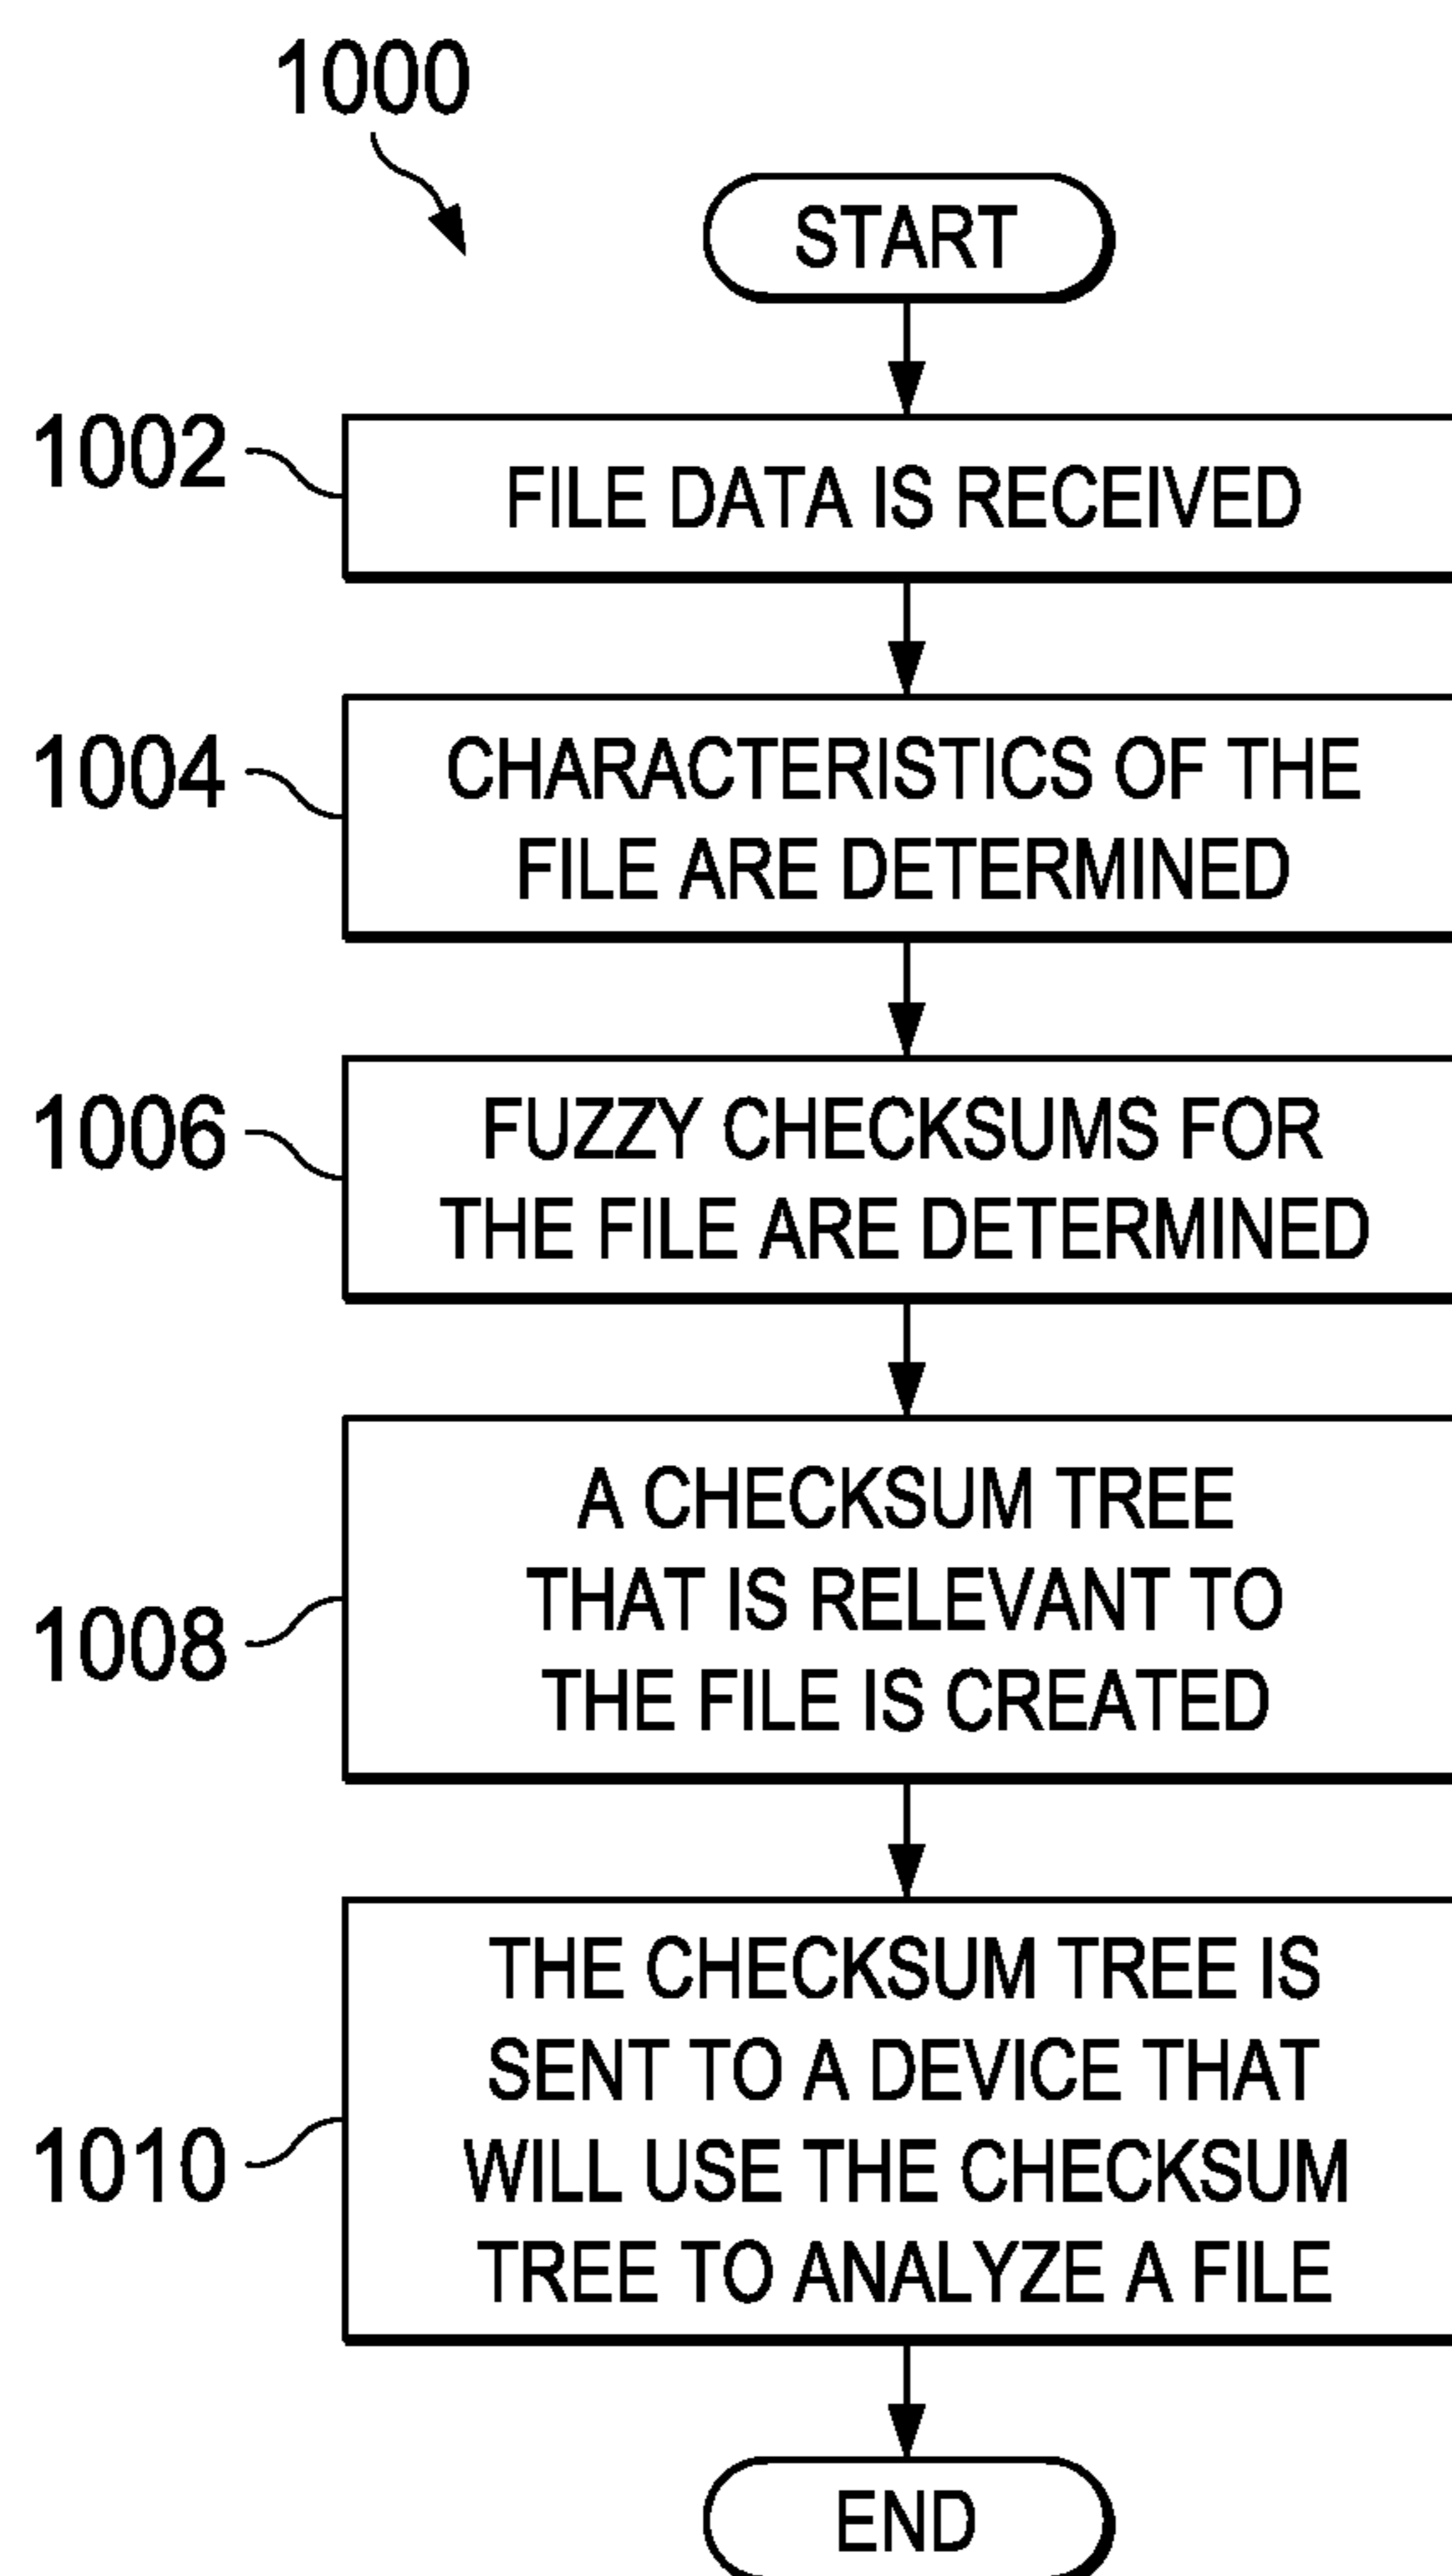 1000
START
1002
FILE DATA IS RECEIVED
1004
CHARACTERISTICS OF THE
FILE ARE DETERMINED
1006
FUZZY CHECKSUMS FOR
THE FILE ARE DETERMINED
1008
A CHECKSUM TREE
THAT IS RELEVANT TO
THE FILE IS CREATED
1010
THE CHECKSUM TREE IS
SENT TO A DEVICE THAT
WILL USE THE CHECKSUM
TREE TO ANALYZE A FILE
END